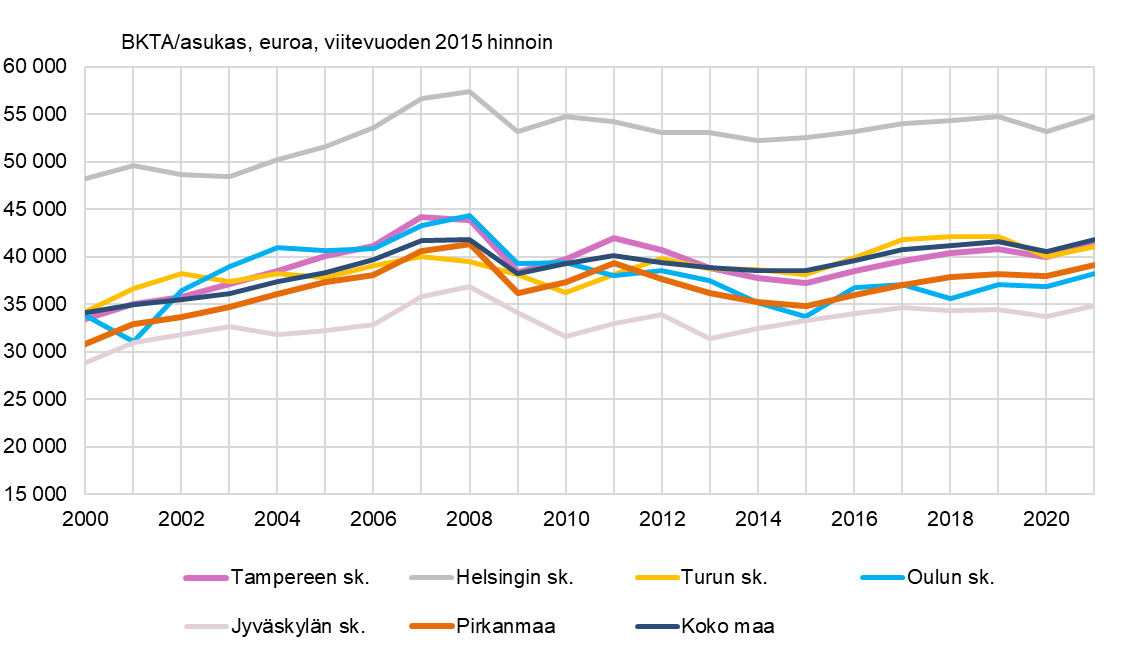 BKTA/asukas, euroa, viitevuoden 2015 hinnoin
60 000
55 000
50 000
45 000
40 000
35 000
30 000
25 000
20 000
15 000
2000 2002 2004 2006 2008 2010 2012 2014 2016 2018 2020
Tampereen sk. Helsingin sk. Turun sk. Oulun sk.
Jyväskylän sk. Pirkanmaa Koko maa